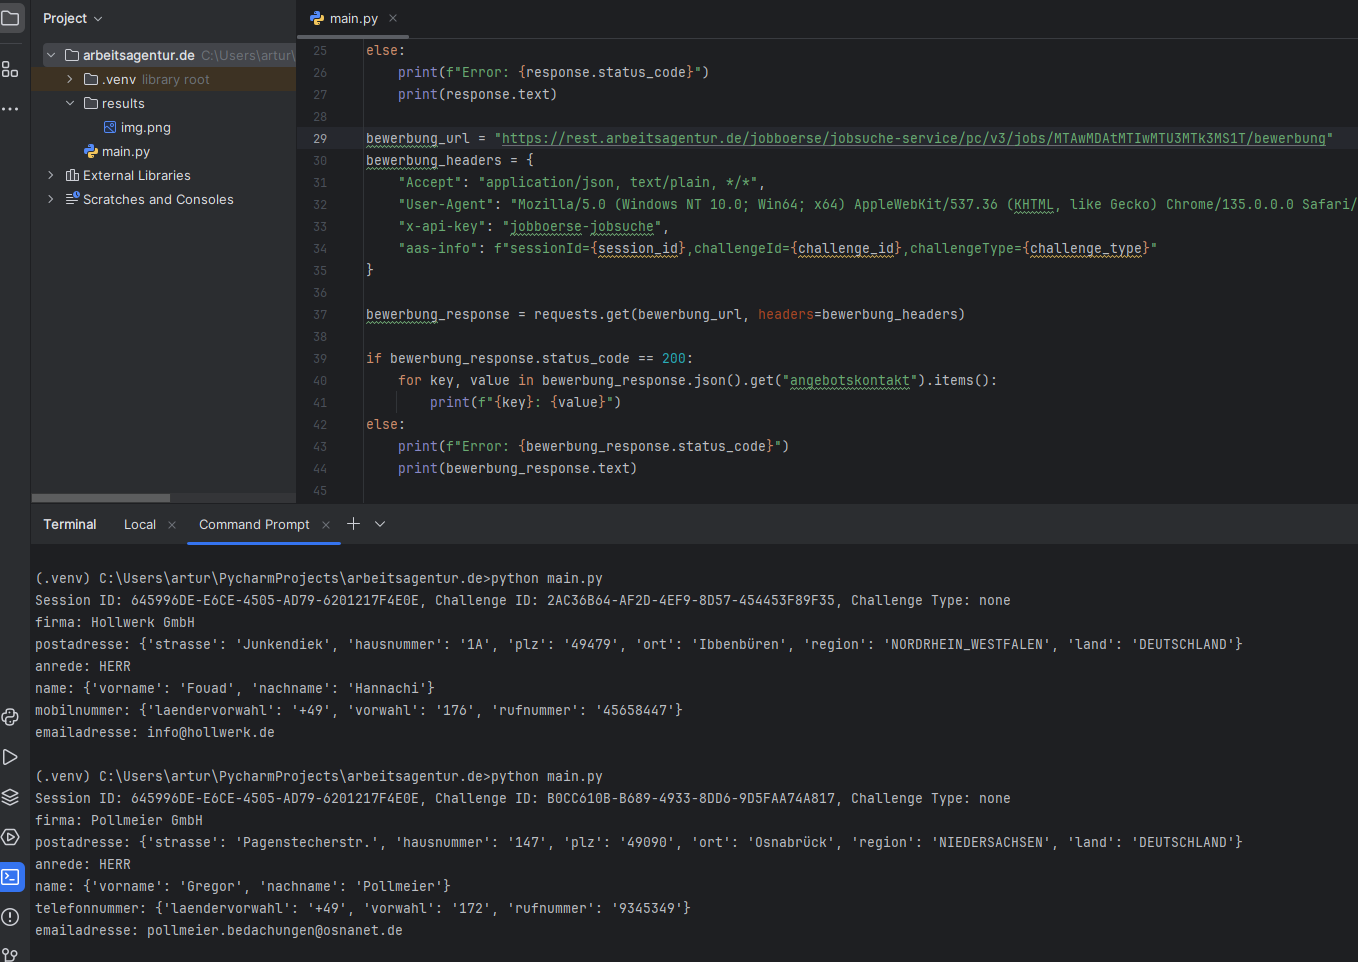 Project
main.py
arbeitsagentur.de C:\Users\artur\
.venv library root
results
img.png
main.py
External Libraries
Scratches and Consoles
25 else:
26 print(f"Error: {response.status_code}")
27 print(response.text)
28
29 bewerbung_url = "https://rest.arbeitsagentur.de/jobboerse/jobsuche-service/pc/v3/jobs/MTAwMDAtMTIwMTU3MTk3MS1T/bewerbung"
30 bewerbung_headers = {
31 "Accept": "application/json, text/plain, */*",
32 "User-Agent": "Mozilla/5.0 (Windows NT 10.0; Win64; x64) AppleWebKit/537.36 (KHTML, like Gecko) Chrome/135.0.0.0 Safari/
33 "x-api-key": "jobboerse-jobsuche",
34 "aas-info": f"sessionId={session_id},challengeId={challenge_id},challengeType={challenge_type}"
35 }
36
37 bewerbung_response = requests.get(bewerbung_url, headers=bewerbung_headers)
38
39 if bewerbung_response.status_code == 200:
40 for key, value in bewerbung_response.json().get("angebotskontakt").items():
41 print(f"{key}: {value}")
42 else:
43 print(f"Error: {bewerbung_response.status_code}")
44 print(bewerbung_response.text)
45
Terminal Local Command Prompt
(.venv) C:\Users\artur\PycharmProjects\arbeitsagentur.de>python main.py
Session ID: 645996DE-E6CE-4505-AD79-6201217F4E0E, Challenge ID: 2AC36B64-AF2D-4EF9-8D57-454453F89F35, Challenge Type: none
firma: Hollwerk GmbH
postadresse: {'strasse': 'Junkendiek', 'hausnummer': '1A', 'plz': '49479', 'ort': 'Ibbenbüren', 'region': 'NORDRHEIN_WESTFALEN', 'land': 'DEUTSCHLAND'}
anrede: HERR
name: {'vorname': 'Fouad', 'nachname': 'Hannachi'}
mobilnummer: {'laendervorwahl': '+49', 'vorwahl': '176', 'rufnummer': '45658447'}
emailadresse: info@hollwerk.de
(.venv) C:\Users\artur\PycharmProjects\arbeitsagentur.de>python main.py
Session ID: 645996DE-E6CE-4505-AD79-6201217F4E0E, Challenge ID: B0CC610B-B689-4933-8DD6-9D5FAA74A817, Challenge Type: none
firma: Pollmeier GmbH
postadresse: {'strasse': 'Pagenstecherstr.', 'hausnummer': '147', 'plz': '49090', 'ort': 'Osnabrück', 'region': 'NIEDERSACHSEN', 'land': 'DEUTSCHLAND'}
anrede: HERR
name: {'vorname': 'Gregor', 'nachname': 'Pollmeier'}
telefonnummer: {'laendervorwahl': '+49', 'vorwahl': '172', 'rufnummer': '9345349'}
emailadresse: pollmeier.bedachungen@osnanet.de